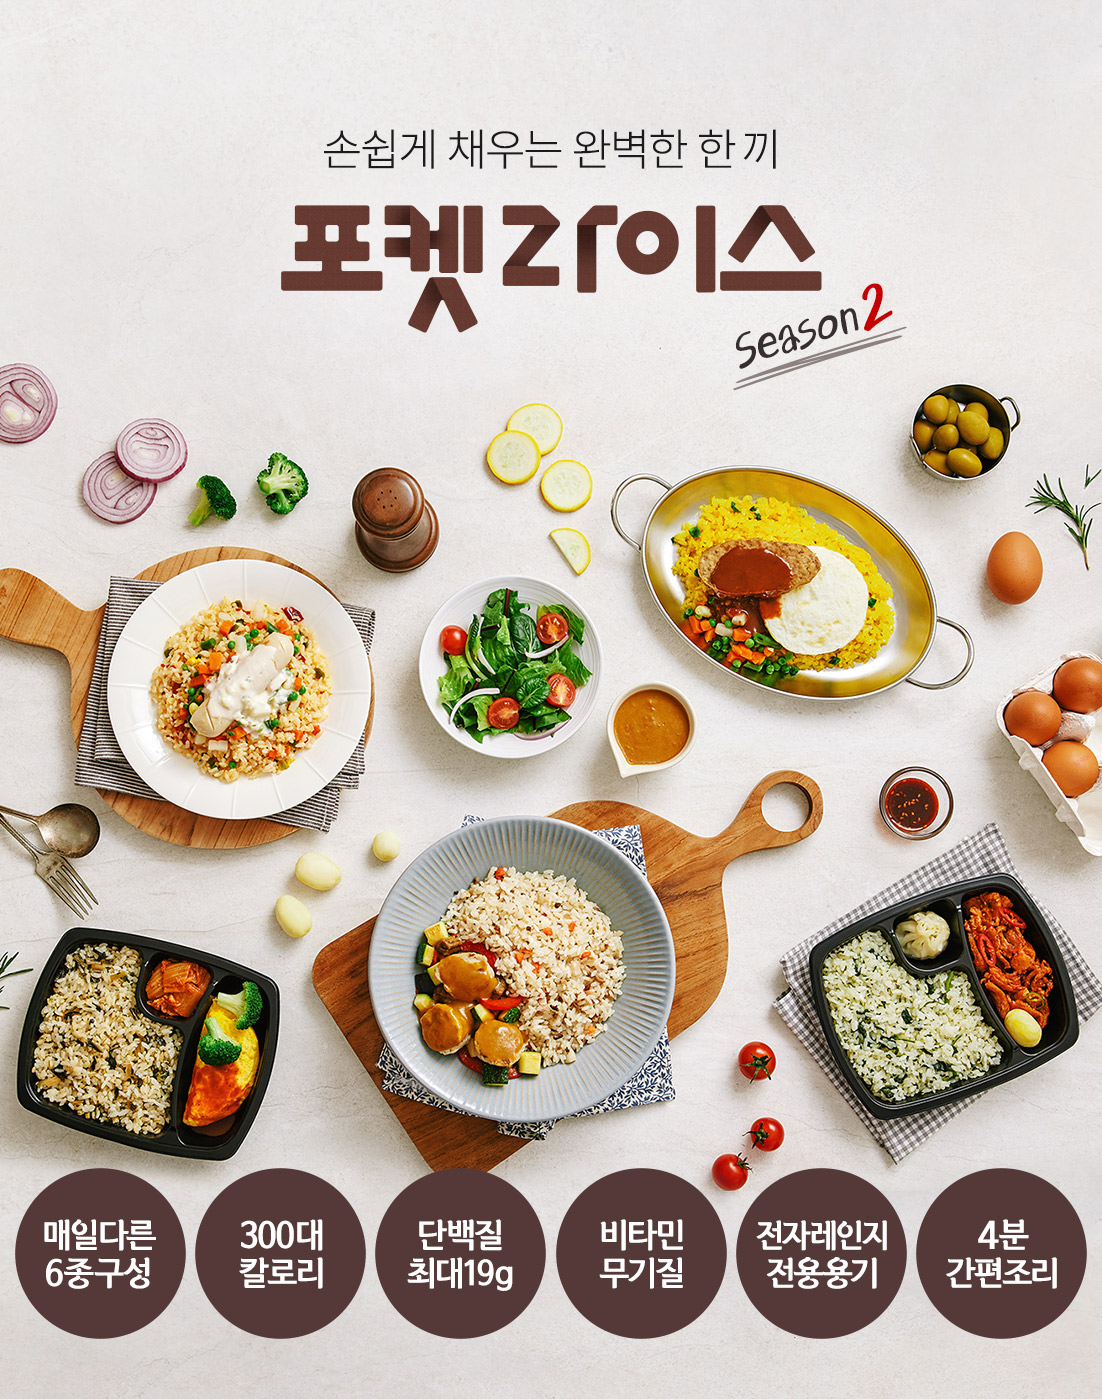 손쉽게 채우는 완벽한 한 끼
포켓라이스
Season2
매일다른
6종구성
300대
칼로리
단백질
최대19g
비타민
무기질
전자레인지
전용용기
4분
간편조리